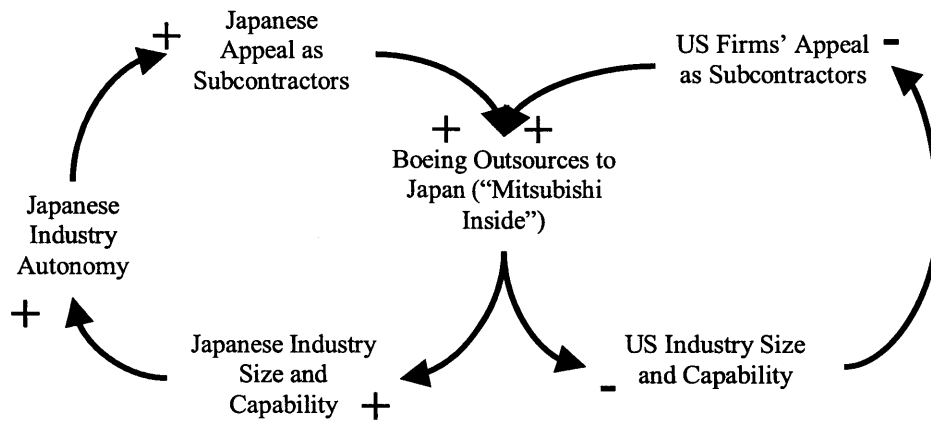 +
Japanese
Appeal as
Subcontractors
US Firms’ Appeal -
as Subcontractors
+ +
Boeing Outsources to
Japan (“Mitsubishi
Inside”)
Japanese
Industry
Autonomy
+
Japanese Industry
Size and
Capability +
US Industry Size
and Capability
-